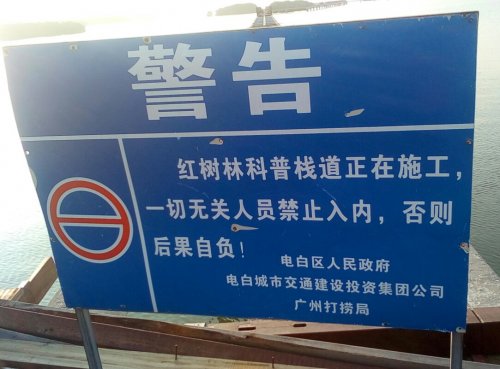 警告
红树林科普栈道正在施工，
一切无关人员禁止入内，否则
后果自负！
电白区人民政府
电白城市交通建设投资集团公司
广州打捞局